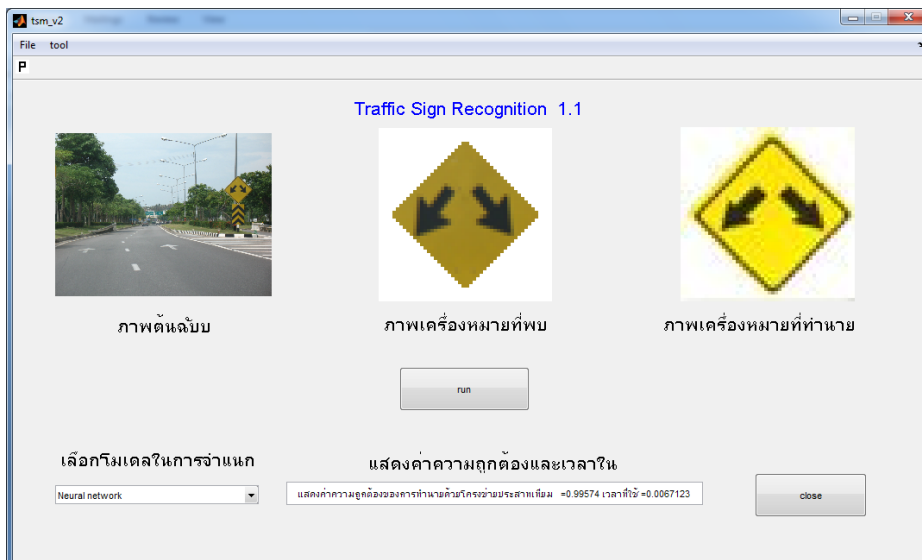 tsm_v2
File tool
P
Traffic Sign Recognition 1.1
ภาพต้นฉบับ
ภาพเครื่องหมายที่พบ
ภาพเครื่องหมายที่ทำนาย
run
เลือกโมเดลในการจำแนก
แสดงค่าความถูกต้องและเวลาใน
Neural network
แสดงค่าความถูกต้องของการทำนายด้วยโครงข่ายประสาทเทียม =0.99574 เวลาที่ใช้ =0.0067123
close